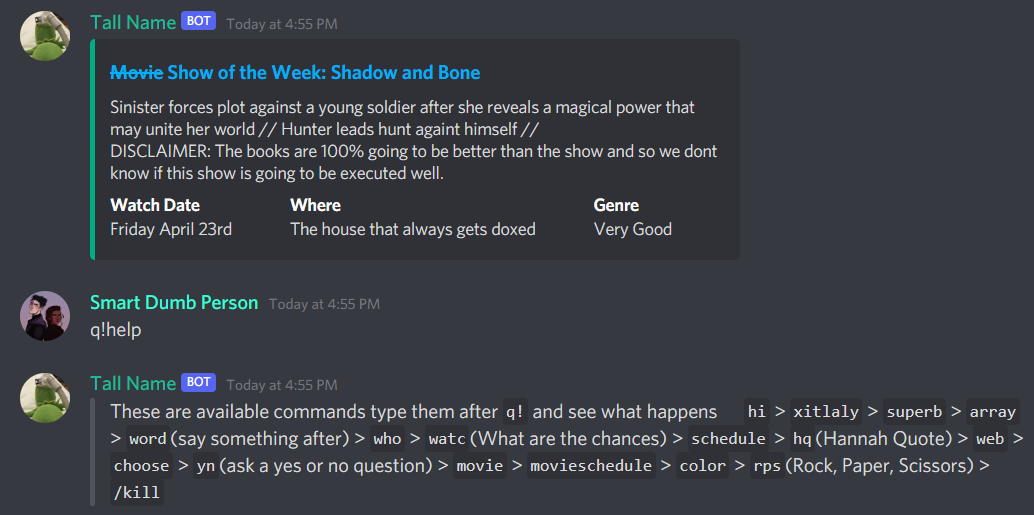 Tall Name BOT Today at 4:55 PM
Movie Show of the Week: Shadow and Bone
Sinister forces plot against a young soldier after she reveals a magical power that
may unite her world // Hunter leads hunt againt himself //
DISCLAIMER: The books are 100% going to be better than the show and so we dont
know if this show is going to be executed well.
Watch Date Where Genre
Friday April 23rd The house that always gets doxed Very Good
Smart Dumb Person Today at 4:55 PM
q!help
Tall Name BOT Today at 4:55 PM
These are available commands type them after q! and see what happens hi > xitlaly > superb > array
> word (say something after) > who > watc (What are the chances) > schedule > hq (Hannah Quote) > web >
choose > yn (ask a yes or no question) > movie > movieschedule > color > rps (Rock, Paper, Scissors) >
/kill